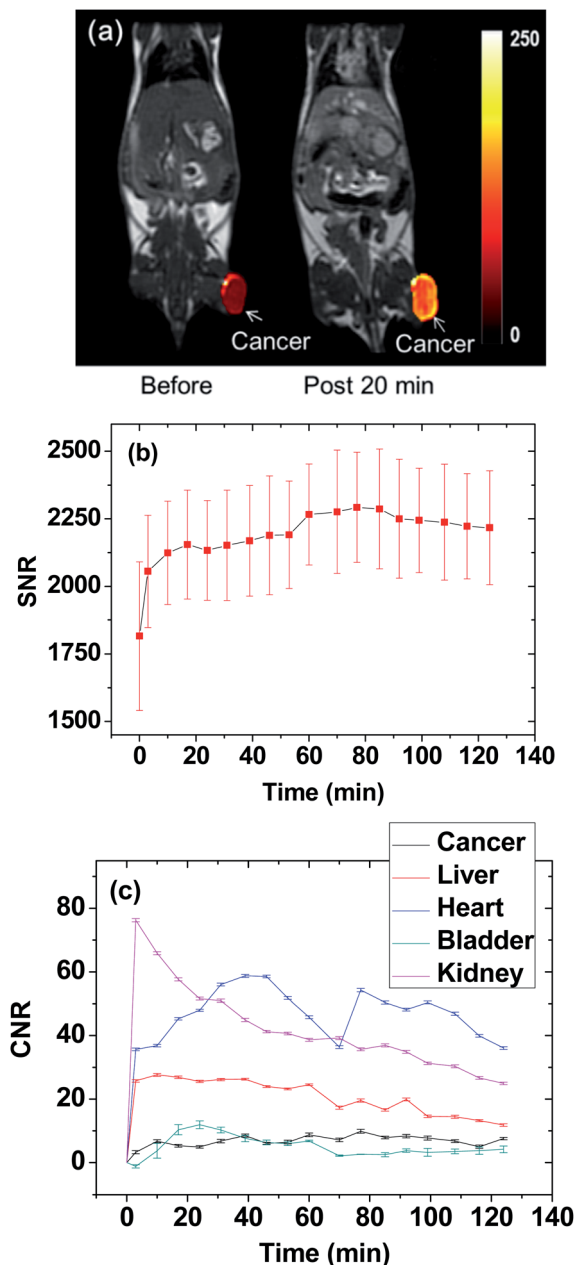 (a)
250
0
Cancer
Cancer
Before
Post 20 min
(b)
2500
2250
2000
1750
1500
SNR
0 20 40 60 80 100 120 140
Time (min)
Cancer
Liver
Heart
Bladder
Kidney
(c)
80
60
40
20
0
CNR
0 20 40 60 80 100 120 140
Time (min)